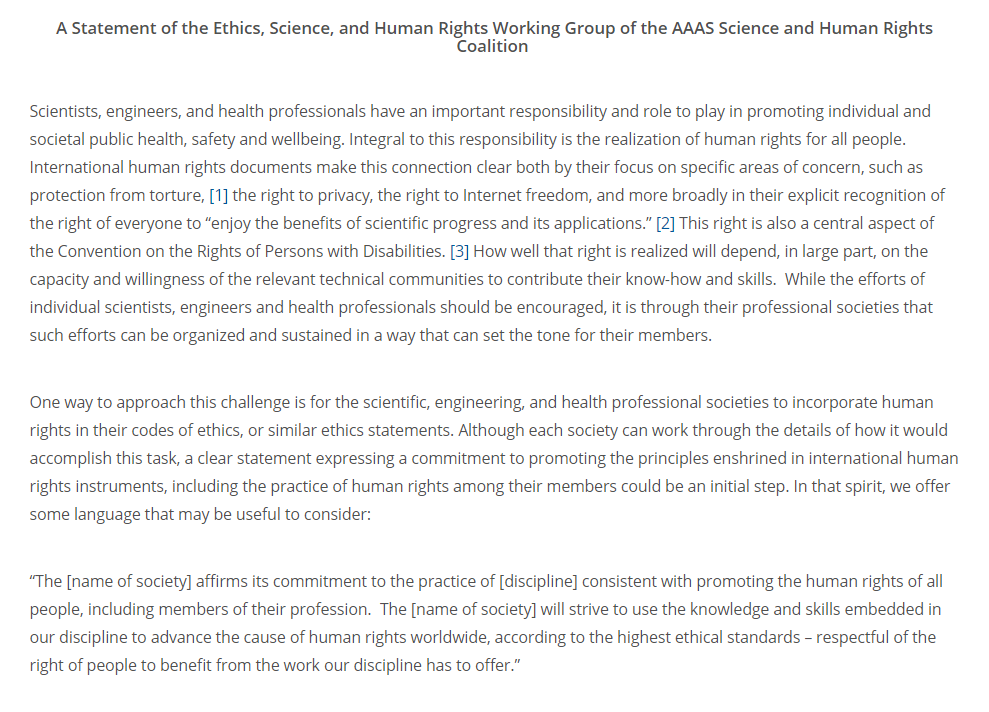 A Statement of the Ethics, Science, and Human Rights Working Group of the AAAS Science and Human Rights
Coalition
Scientists, engineers, and health professionals have an important responsibility and role to play in promoting individual and
societal public health, safety and wellbeing. Integral to this responsibility is the realization of human rights for all people.
International human rights documents make this connection clear both by their focus on specific areas of concern, such as
protection from torture, [1] the right to privacy, the right to Internet freedom, and more broadly in their explicit recognition of
the right of everyone to “enjoy the benefits of scientific progress and its applications.” [2] This right is also a central aspect of
the Convention on the Rights of Persons with Disabilities. [3] How well that right is realized will depend, in large part, on the
capacity and willingness of the relevant technical communities to contribute their know-how and skills.  While the efforts of
individual scientists, engineers and health professionals should be encouraged, it is through their professional societies that
such efforts can be organized and sustained in a way that can set the tone for their members.
One way to approach this challenge is for the scientific, engineering, and health professional societies to incorporate human
rights in their codes of ethics, or similar ethics statements. Although each society can work through the details of how it would
accomplish this task, a clear statement expressing a commitment to promoting the principles enshrined in international human
rights instruments, including the practice of human rights among their members could be an initial step. In that spirit, we offer
some language that may be useful to consider:
“The [name of society] affirms its commitment to the practice of [discipline] consistent with promoting the human rights of all
people, including members of their profession.  The [name of society] will strive to use the knowledge and skills embedded in
our discipline to advance the cause of human rights worldwide, according to the highest ethical standards – respectful of the
right of people to benefit from the work our discipline has to offer.”